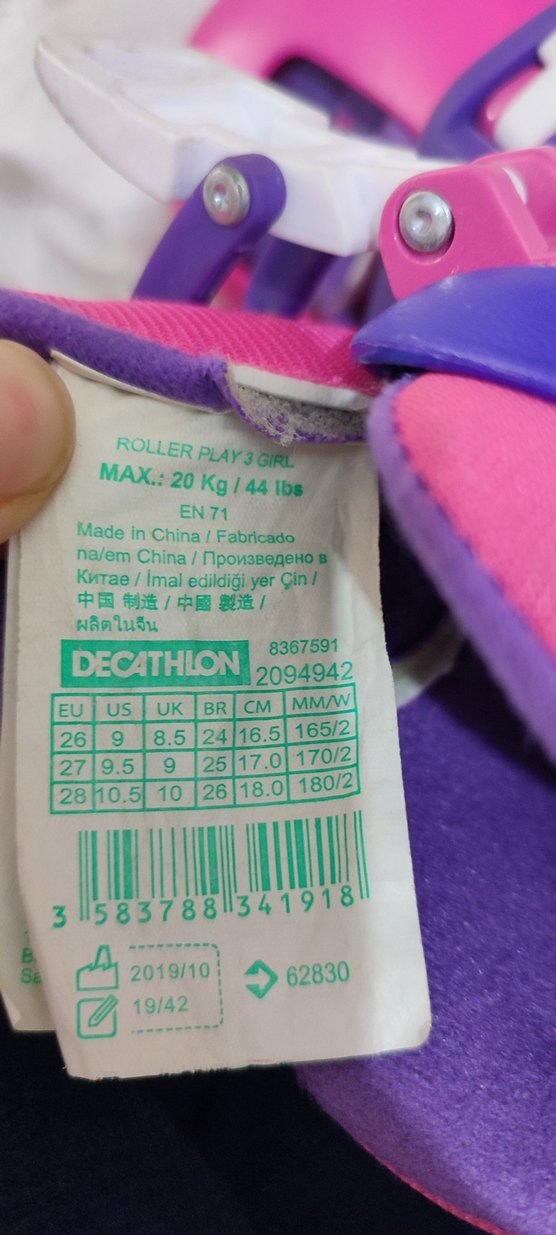 ROLLER PLAY 3 GIRL
MAX.: 20 Kg / 44 lbs
EN 71
Made in China / Fabricado
na/em China / Произведено в
Китае / İmal edildiği yer Çin /
中国 制造 / 中國 製造 /
ผลิตในจีน
DECATHLON 8367591
2094942
EU US UK BR CM MM/W
26 9 8.5 24 16.5 165/2
27 9.5 9 25 17.0 170/2
28 10.5 10 26 18.0 180/2
3 583788 341918
2019/10
19/42
62830